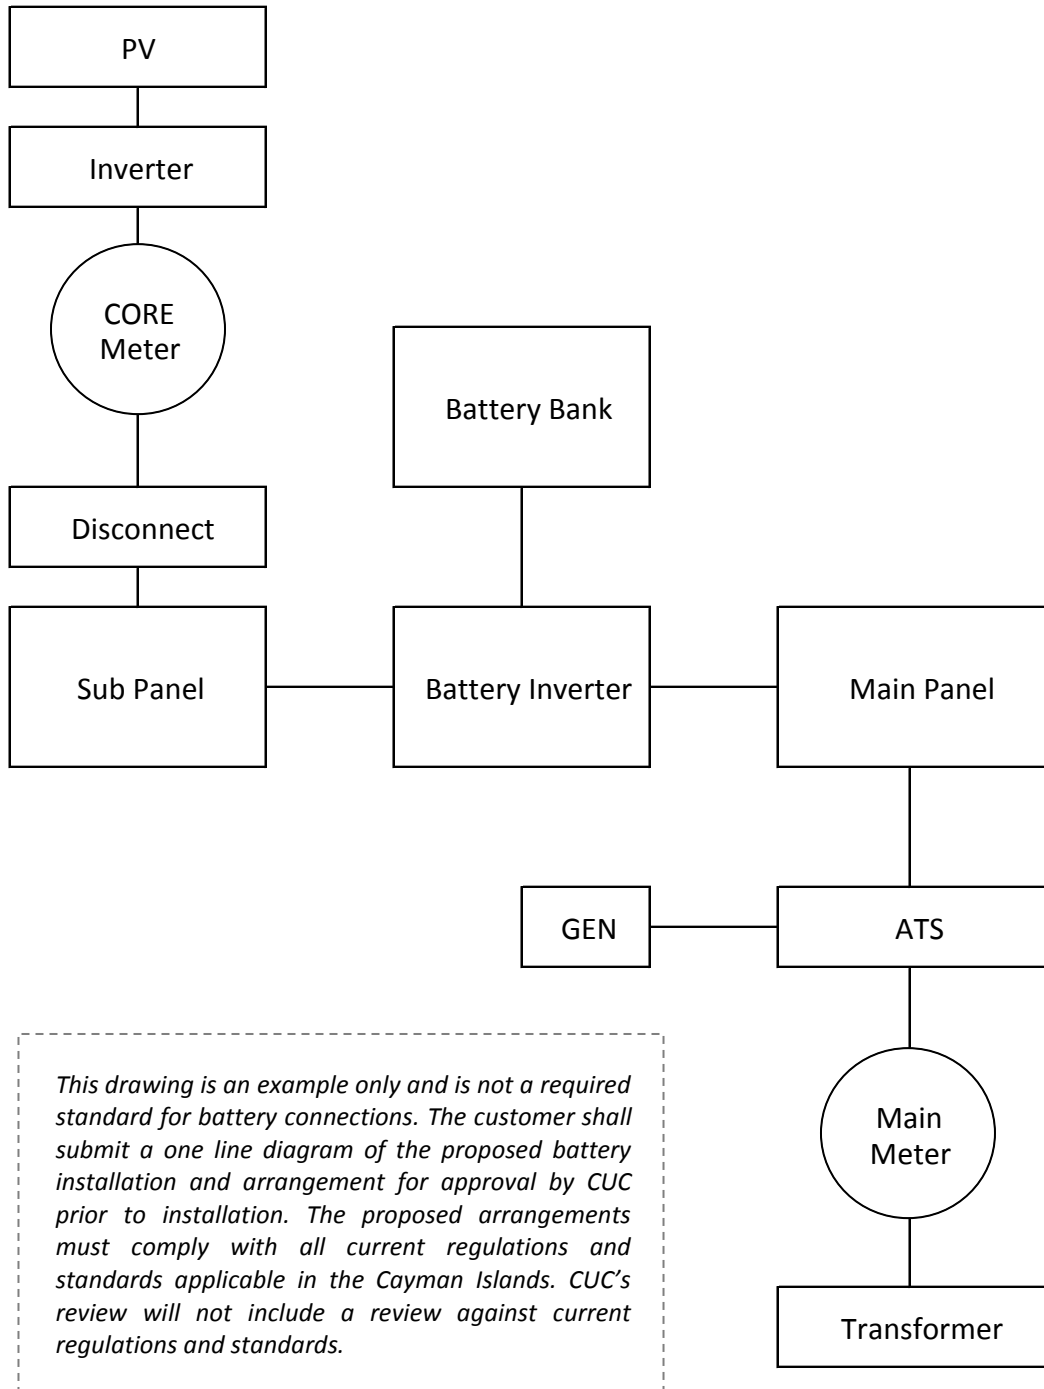 PV
Inverter
CORE
Meter
Battery Bank
Disconnect
Sub Panel
Battery Inverter
Main Panel
GEN
ATS
Main
Meter
Transformer
This drawing is an example only and is not a required
standard for battery connections. The customer shall
submit a one line diagram of the proposed battery
installation and arrangement for approval by CUC
prior to installation. The proposed arrangements
must comply with all current regulations and
standards applicable in the Cayman Islands. CUC’s
review will not include a review against current
regulations and standards.